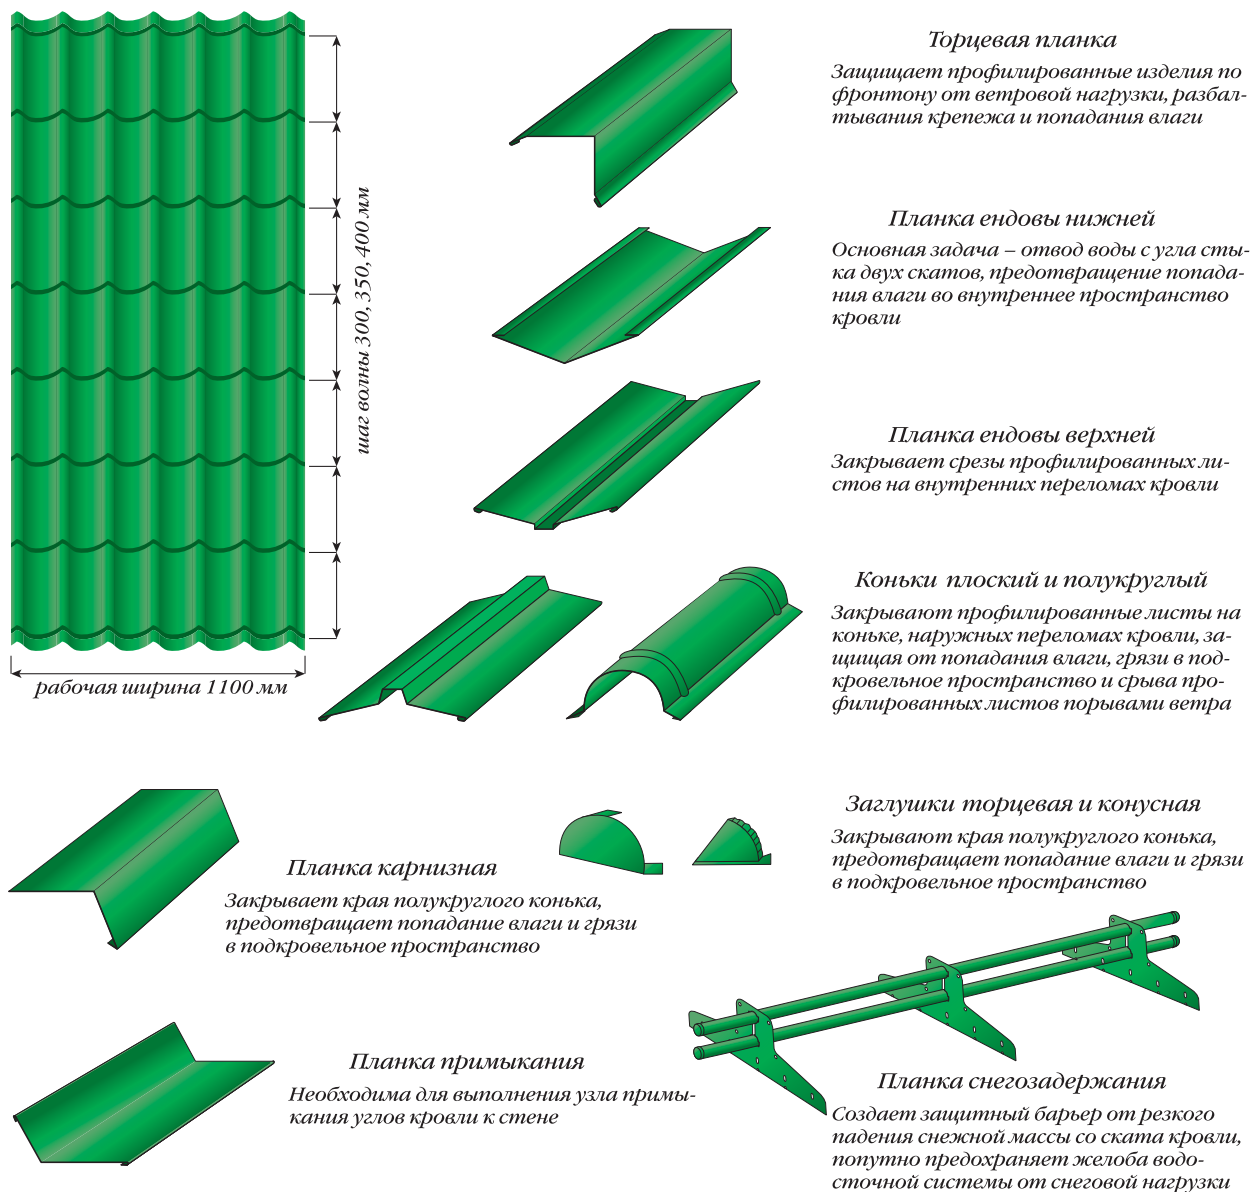 Торцевая планка
Защищает профилированные изделия по
фронтону от ветровой нагрузки, разбал-
тывания крепежа и попадания влаги
шаг волны 300, 350, 400 мм
рабочая ширина 1100 мм
Планка ендовы нижней
Основная задача – отвод воды с угла сты-
ка двух скатов, предотвращение попада-
ния влаги во внутреннее пространство
кровли
Планка ендовы верхней
Закрывает срезы профилированных ли-
стов на внутренних переломах кровли
Коньки плоский и полукруглый
Закрывают профилированные листы на
коньке, наружных переломах кровли, за-
щищая от попадания влаги, грязи в под-
кровельное пространство и срыва про-
филированных листов порывами ветра
Заглушки торцевая и конусная
Закрывают края полукруглого конька,
предотвращает попадание влаги и грязи
в подкровельное пространство
Планка карнизная
Закрывает края полукруглого конька,
предотвращает попадание влаги и грязи
в подкровельное пространство
Планка примыкания
Необходима для выполнения узла примы-
кания углов кровли к стене
Планка снегозадержания
Создает защитный барьер от резкого
падения снежной массы со ската кровли,
попутно предохраняет желоба водо-
сточной системы от снеговой нагрузки